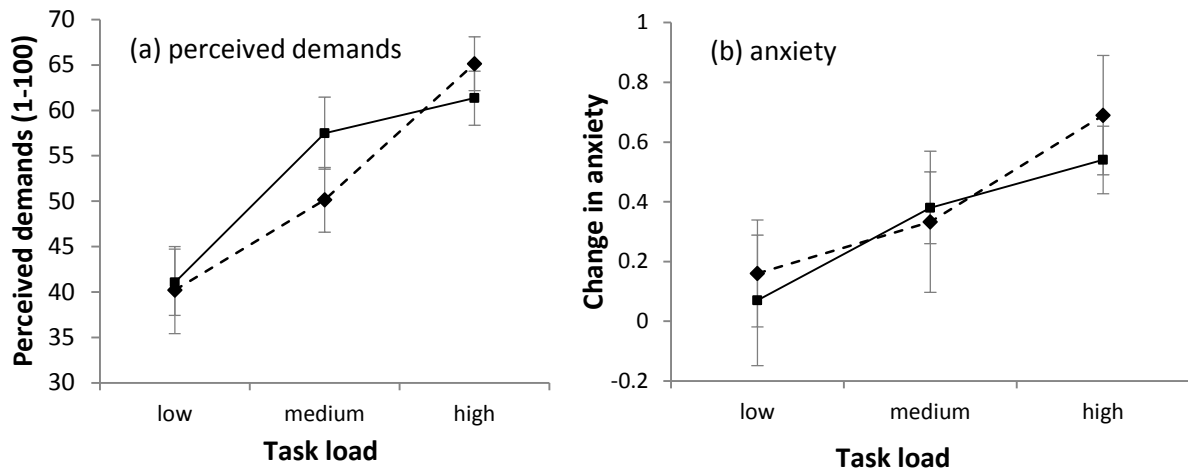 (a) perceived demands
Perceived demands (1-100)
70
65
60
55
50
45
40
35
30
low medium high
Task load
(b) anxiety
Change in anxiety
1
0.8
0.6
0.4
0.2
0
-0.2
low medium high
Task load